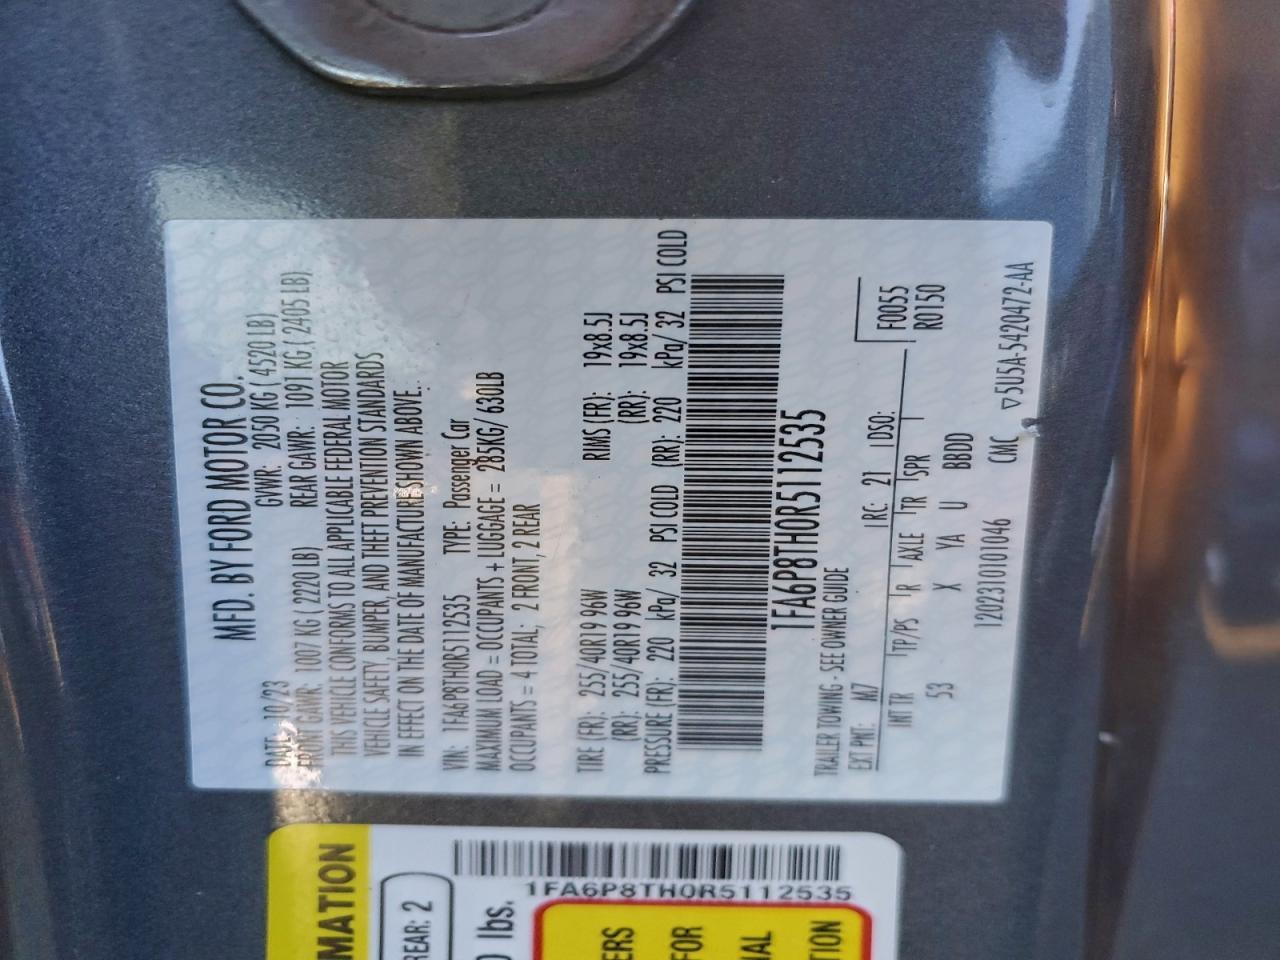 MFD. BY FORD MOTOR CO.
DATE: 10/23 GVWR: 2050 KG ( 4520 LB)
FRONT GAWR: 1007 KG ( 2220 LB) REAR GAWR: 1091 KG ( 2405 LB)
THIS VEHICLE CONFORMS TO ALL APPLICABLE FEDERAL MOTOR
VEHICLE SAFETY, BUMPER, AND THEFT PREVENTION STANDARDS
IN EFFECT ON THE DATE OF MANUFACTURE SHOWN ABOVE.
VIN: 1FA6P8TH0R5112535 TYPE: Passenger Car
MAXIMUM LOAD = OCCUPANTS + LUGGAGE = 285KG/ 630LB
OCCUPANTS = 4 TOTAL; 2 FRONT, 2 REAR
TIRE (FR): 255/40R19 96W RIMS (FR): 19x8.5J
(RR): 255/40R19 96W (RR): 19x8.5J
PRESSURE (FR): 220 kPa/ 32 PSI COLD (RR): 220 kPa/ 32 PSI COLD
1FA6P8TH0R5112535
TRAILER TOWING - SEE OWNER GUIDE
EXT PNT: M7 RC: 21 DSO: F0055
INT TR TP/PS R AXLE TR SPR R0150
53 X YA U BBDD
1202310101046 CMC ▽5U5A-5420472-AA
MATION
REAR: 2
1FA6P8TH0R5112535
lbs.
ERS
FOR
NAL
TION